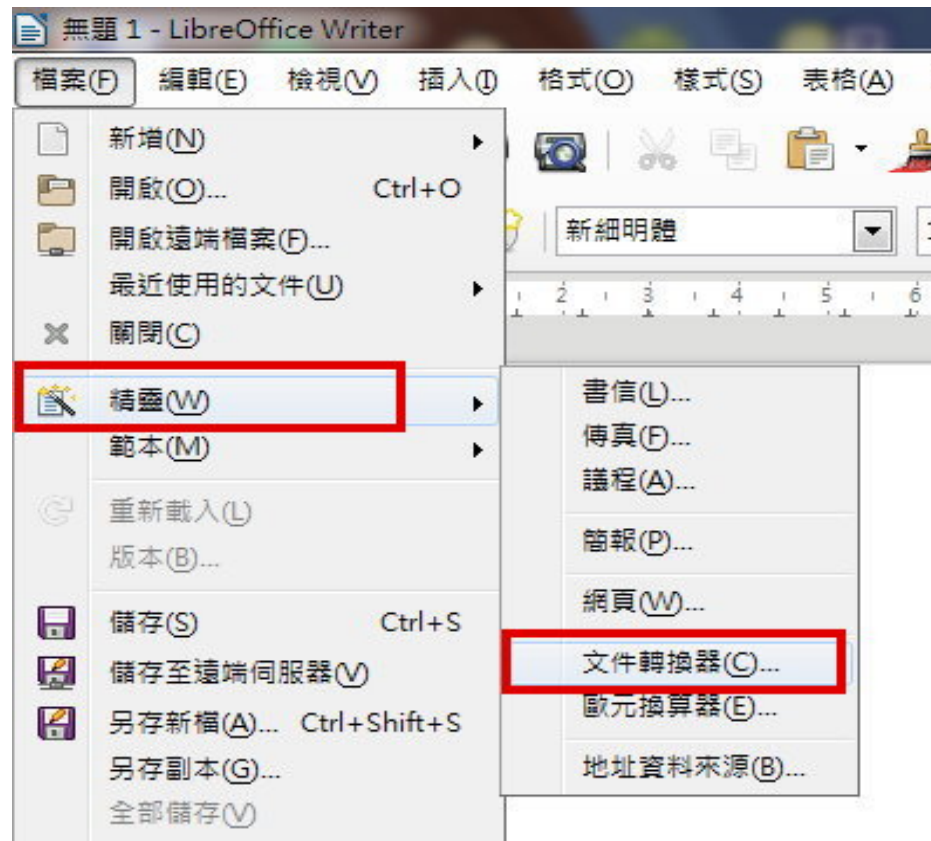 無題 1 - LibreOffice Writer
檔案(F) 編輯(E) 檢視(V) 插入(I) 格式(O) 樣式(S) 表格(A)
新增(N)
開啟(O)... Ctrl+O
新細明體
開啟遠端檔案(F)...
最近使用的文件(U)
2 3 4 5 6
關閉(C)
精靈(W)
書信(L)...
傳真(F)...
範本(M)
議程(A)...
重新載入(L)
簡報(P)...
版本(B)...
網頁(W)...
儲存(S) Ctrl+S
文件轉換器(C)...
儲存至遠端伺服器(V)
歐元換算器(E)...
另存新檔(A)... Ctrl+Shift+S
另存副本(G)...
地址資料來源(B)...
全部儲存(V)